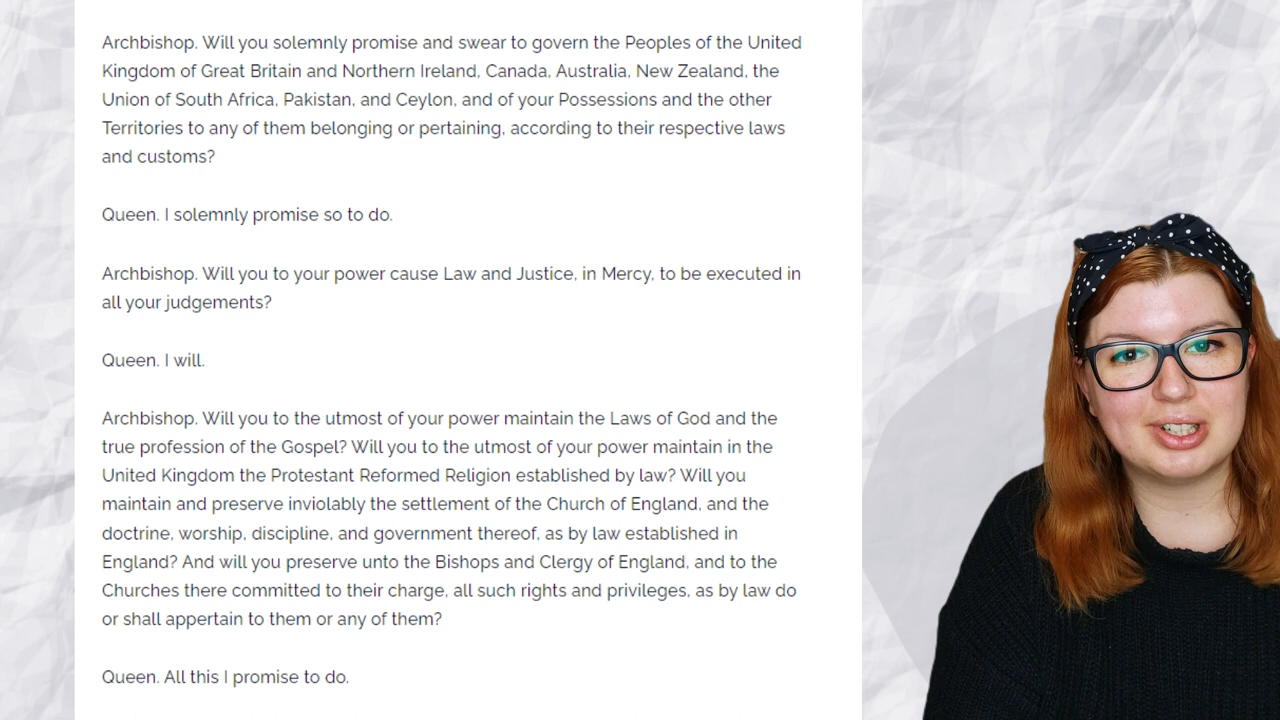 Archbishop. Will you solemnly promise and swear to govern the Peoples of the United
Kingdom of Great Britain and Northern Ireland, Canada, Australia, New Zealand, the
Union of South Africa, Pakistan, and Ceylon, and of your Possessions and the other
Territories to any of them belonging or pertaining, according to their respective laws
and customs?
Queen. I solemnly promise so to do.
Archbishop. Will you to your power cause Law and Justice, in Mercy, to be executed in
all your judgements?
Queen. I will.
Archbishop. Will you to the utmost of your power maintain the Laws of God and the
true profession of the Gospel? Will you to the utmost of your power maintain in the
United Kingdom the Protestant Reformed Religion established by law? Will you
maintain and preserve inviolably the settlement of the Church of England, and the
doctrine, worship, discipline, and government thereof, as by law established in
England? And will you preserve unto the Bishops and Clergy of England, and to the
Churches there committed to their charge, all such rights and privileges, as by law do
or shall appertain to them or any of them?
Queen. All this I promise to do.